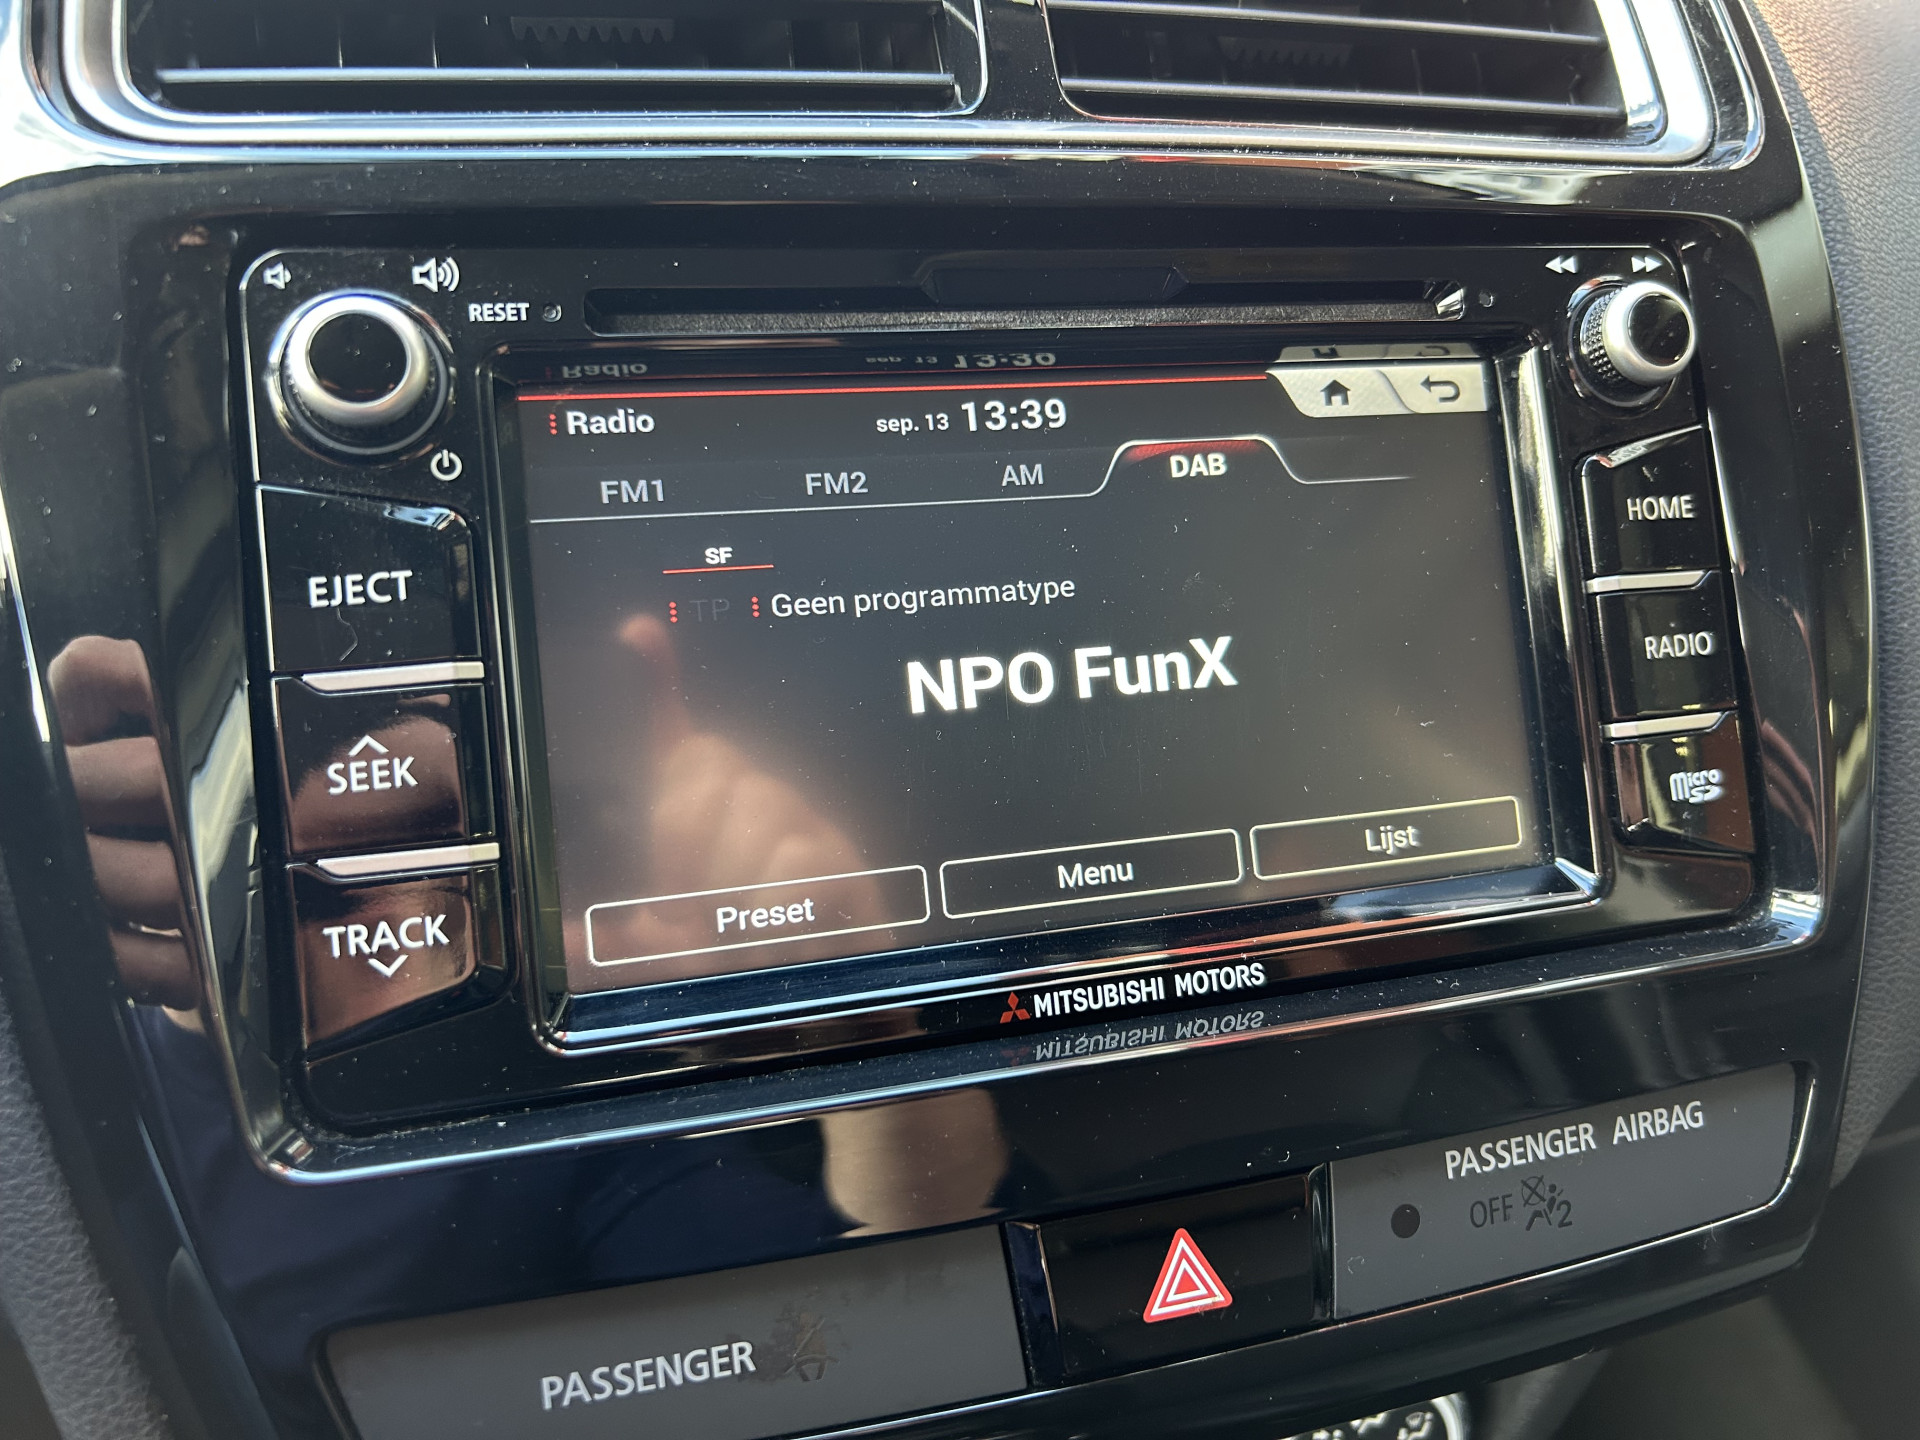 RESET
Radio
sep. 13 13:39
FM1 FM2 AM DAB
SF
TP Geen programmatype
NPO FunX
Preset Menu Lijst
EJECT
SEEK
TRACK
HOME
RADIO
micro SD
MITSUBISHI MOTORS
PASSENGER AIRBAG
OFF 2
PASSENGER